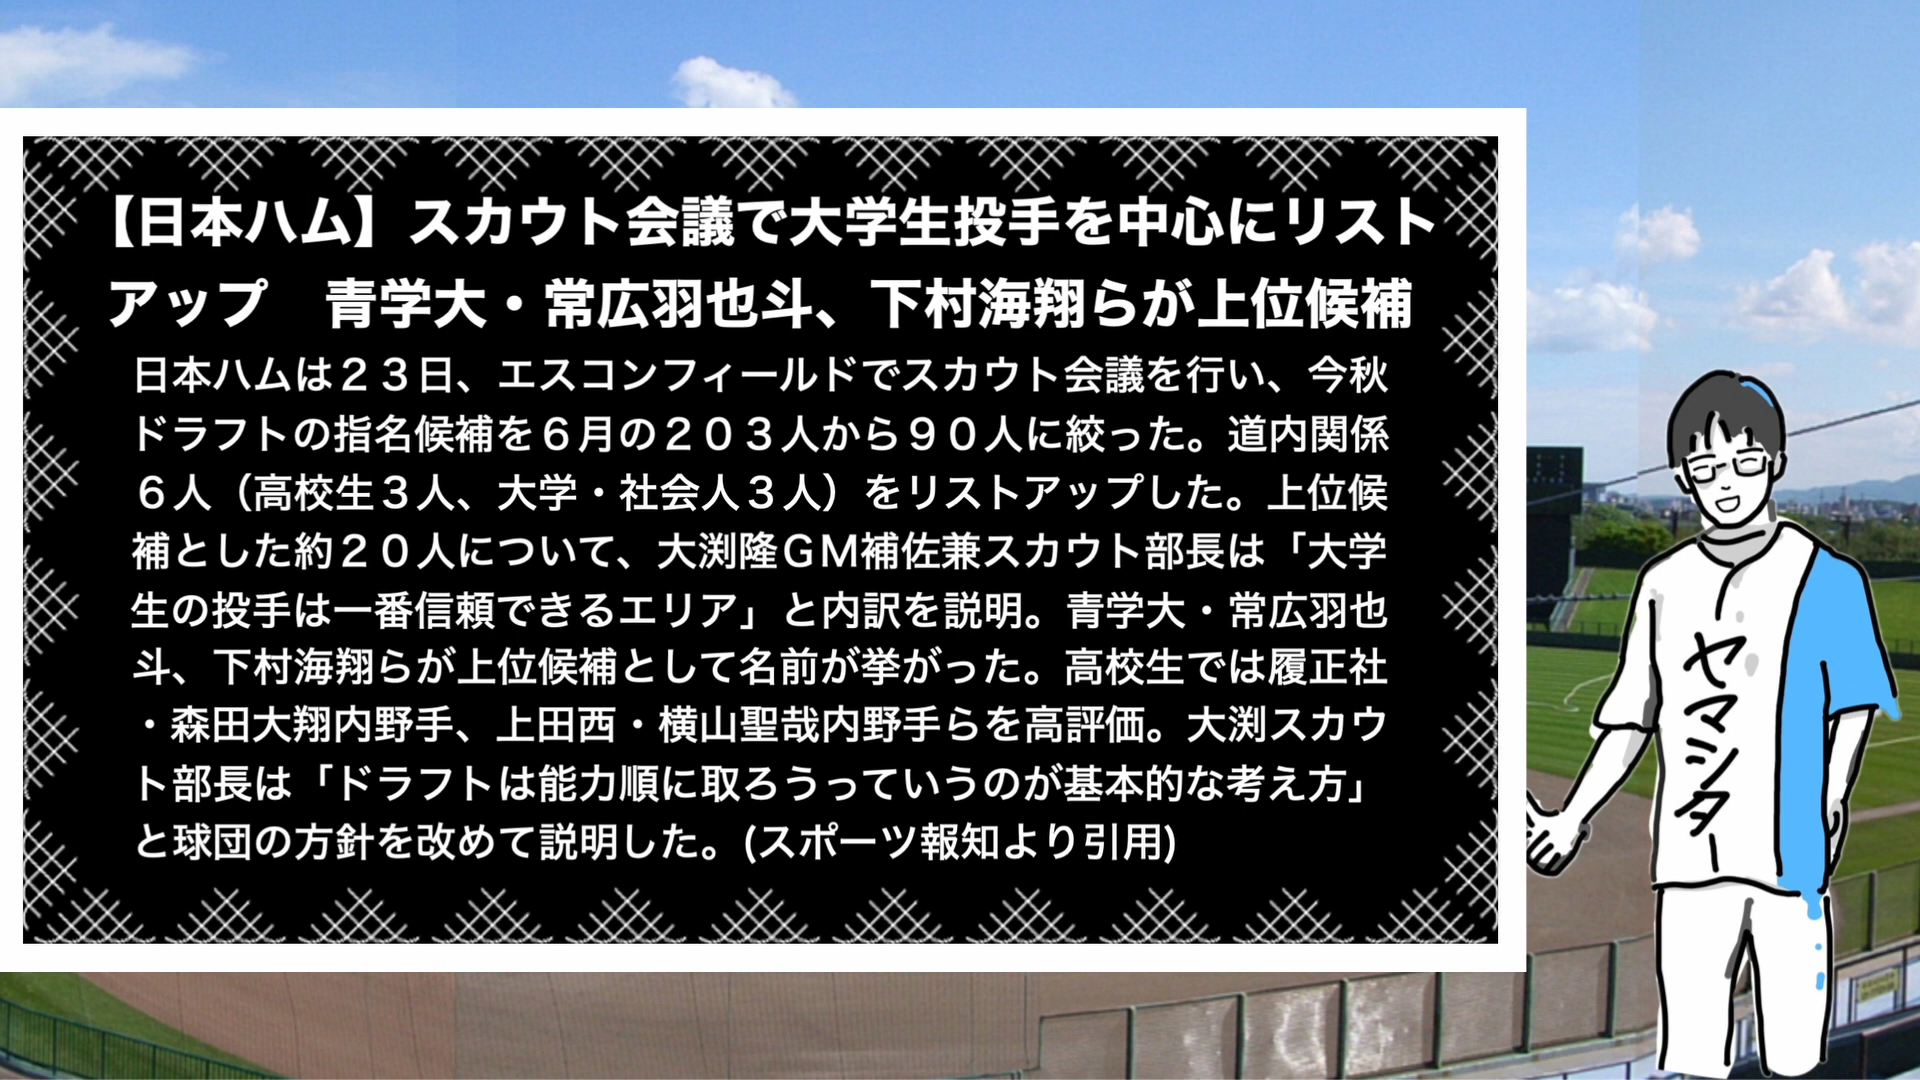 【日本ハム】スカウト会議で大学生投手を中心にリスト
アップ　青学大・常広羽也斗、下村海翔らが上位候補
日本ハムは２３日、エスコンフィールドでスカウト会議を行い、今秋
ドラフトの指名候補を６月の２０３人から９０人に絞った。道内関係
６人（高校生３人、大学・社会人３人）をリストアップした。上位候
補とした約２０人について、大渕隆ＧＭ補佐兼スカウト部長は「大学
生の投手は一番信頼できるエリア」と内訳を説明。青学大・常広羽也
斗、下村海翔らが上位候補として名前が挙がった。高校生では履正社
・森田大翔内野手、上田西・横山聖哉内野手らを高評価。大渕スカウ
ト部長は「ドラフトは能力順に取ろうっていうのが基本的な考え方」
と球団の方針を改めて説明した。(スポーツ報知より引用)
ヤマシター